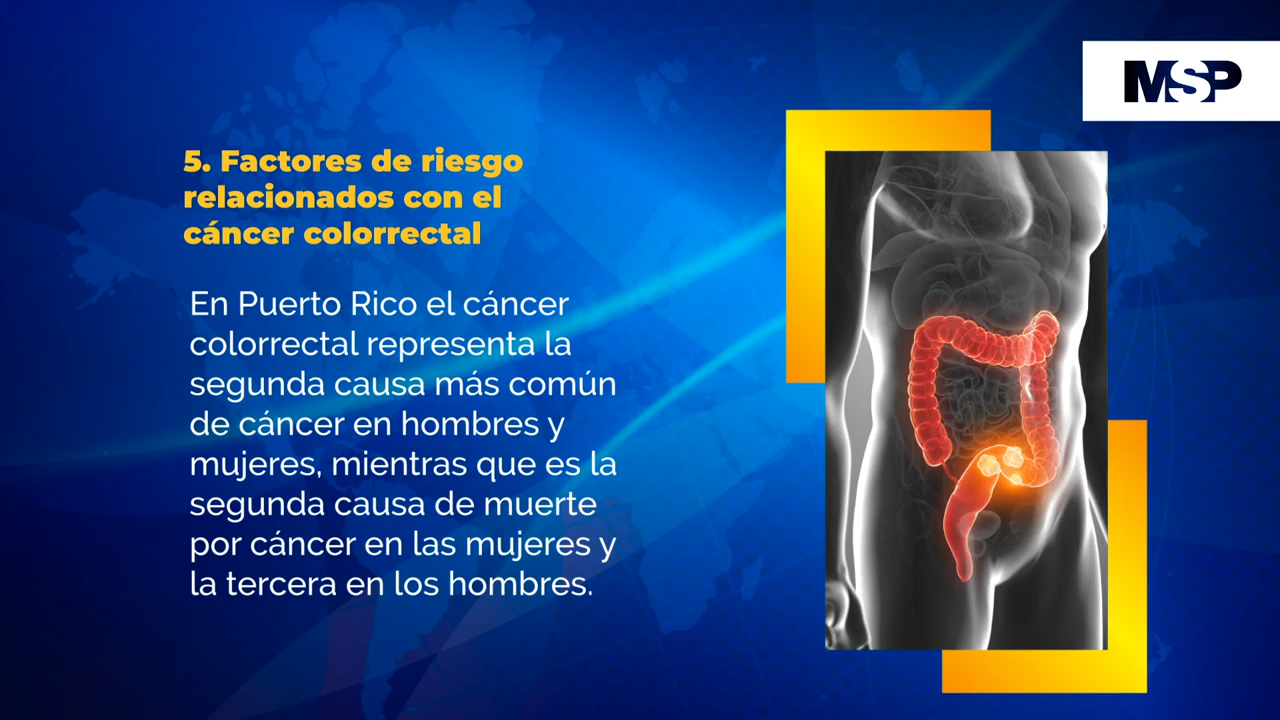 MSP
5. Factores de riesgo
relacionados con el
cáncer colorrectal
En Puerto Rico el cáncer
colorrectal representa la
segunda causa más común
de cáncer en hombres y
mujeres, mientras que es la
segunda causa de muerte
por cáncer en las mujeres y
la tercera en los hombres.